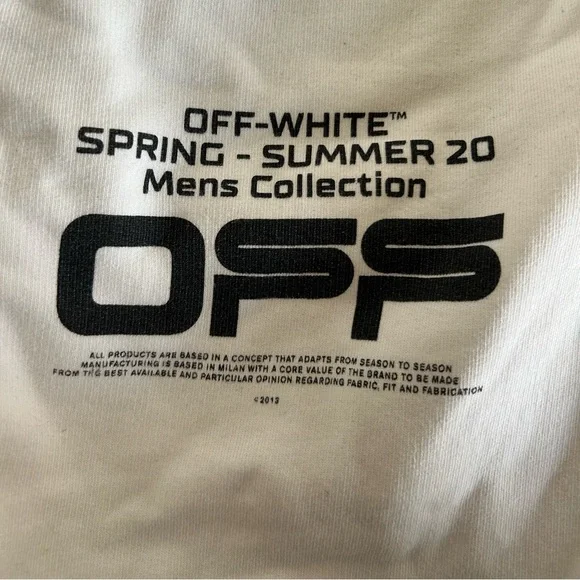 OFF-WHITE™
SPRING - SUMMER 20
Mens Collection
OFF
ALL PRODUCTS ARE BASED IN A CONCEPT THAT ADAPTS FROM SEASON TO SEASON
MANUFACTURING IS BASED IN MILAN WITH A CORE VALUE OF THE BRAND TO BE MADE
FROM THE BEST AVAILABLE AND PARTICULAR OPINION REGARDING FABRIC, FIT AND FABRICATION
©2013